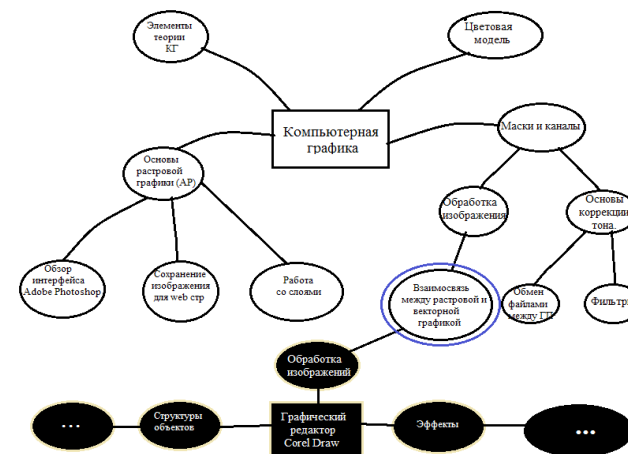 Элементы
теории
КГ
Цветовая
модель
Компьютерная
графика
Маски и каналы
Основы
растровой
графики (АР)
Обработка
изображения
Основы
коррекции
тона.
Обзор
интерфейса
Adobe Photoshop
Сохранение
изображения
для web стр
Работа
со слоями
Взаимосвязь
между растровой и
векторной
графикой
Обмен
файлами
между ГП
Фильтры
Обработка
изображений
...
Структуры
объектов
Графический
редактор
Corel Draw
Эффекты
...